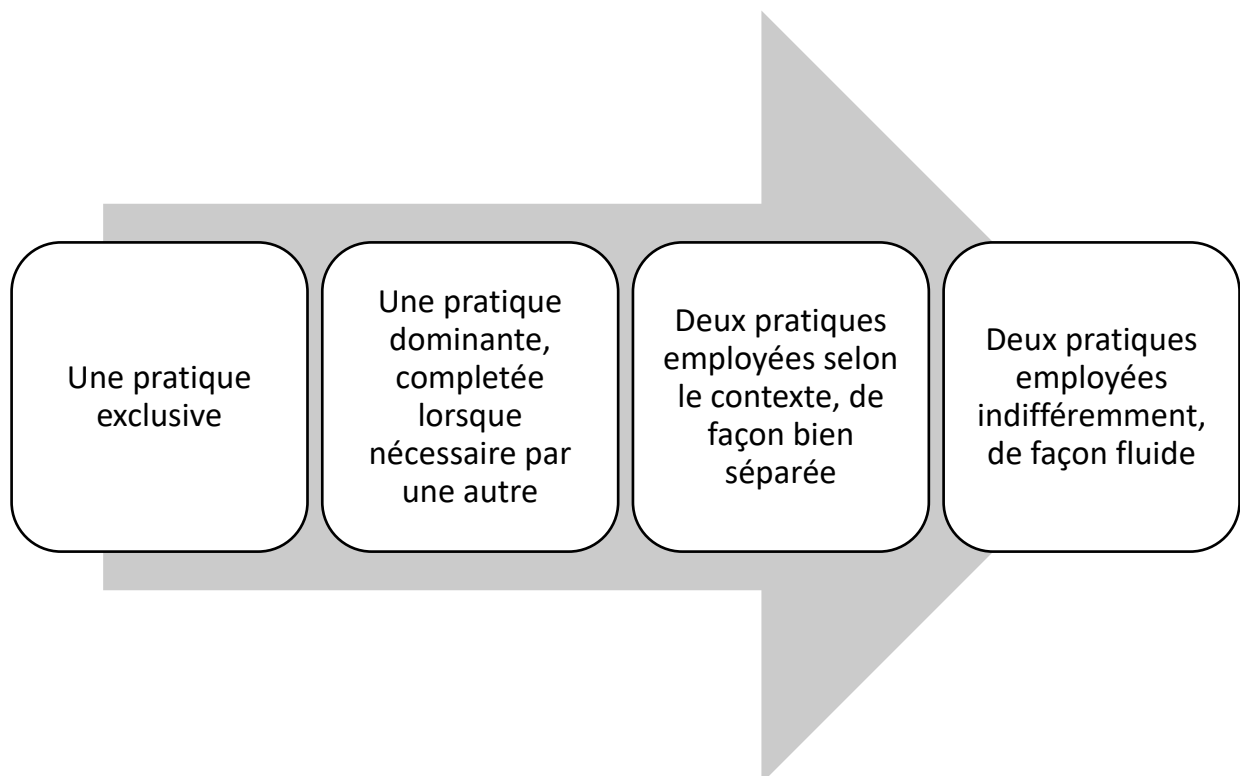 Une pratique
exclusive
Une pratique
dominante,
completée
lorsque
nécessaire par
une autre
Deux pratiques
employées selon
le contexte, de
façon bien
séparée
Deux pratiques
employées
indifféremment,
de façon fluide